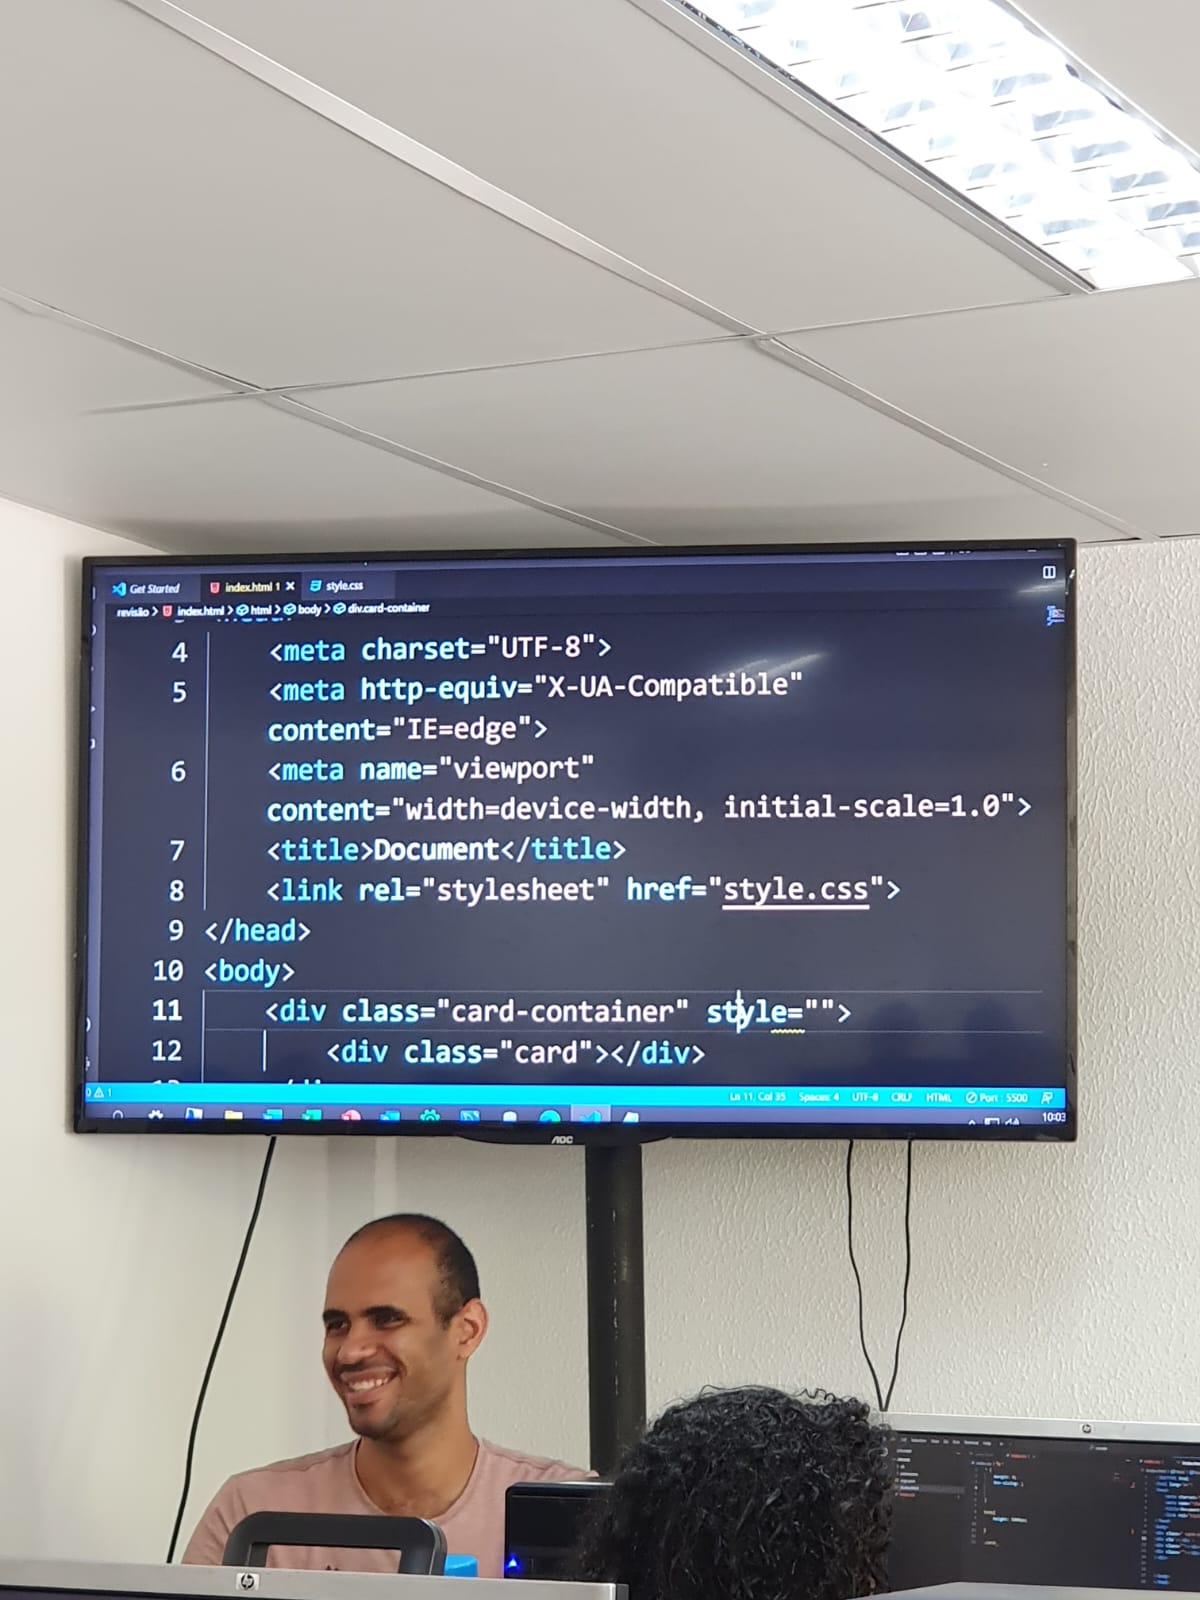 Get Started
index.html 1
style.css
revisão > index.html > html > body > div.card-container
4 <meta charset="UTF-8">
5 <meta http-equiv="X-UA-Compatible"
content="IE=edge">
6 <meta name="viewport"
content="width=device-width, initial-scale=1.0">
7 <title>Document</title>
8 <link rel="stylesheet" href="style.css">
9 </head>
10 <body>
11 <div class="card-container" style="">
12 <div class="card"></div>
0 1 Ln 11, Col 35 Spaces: 4 UTF-8 CRLF HTML Port : 5500
10:03
AOC
hp
hp